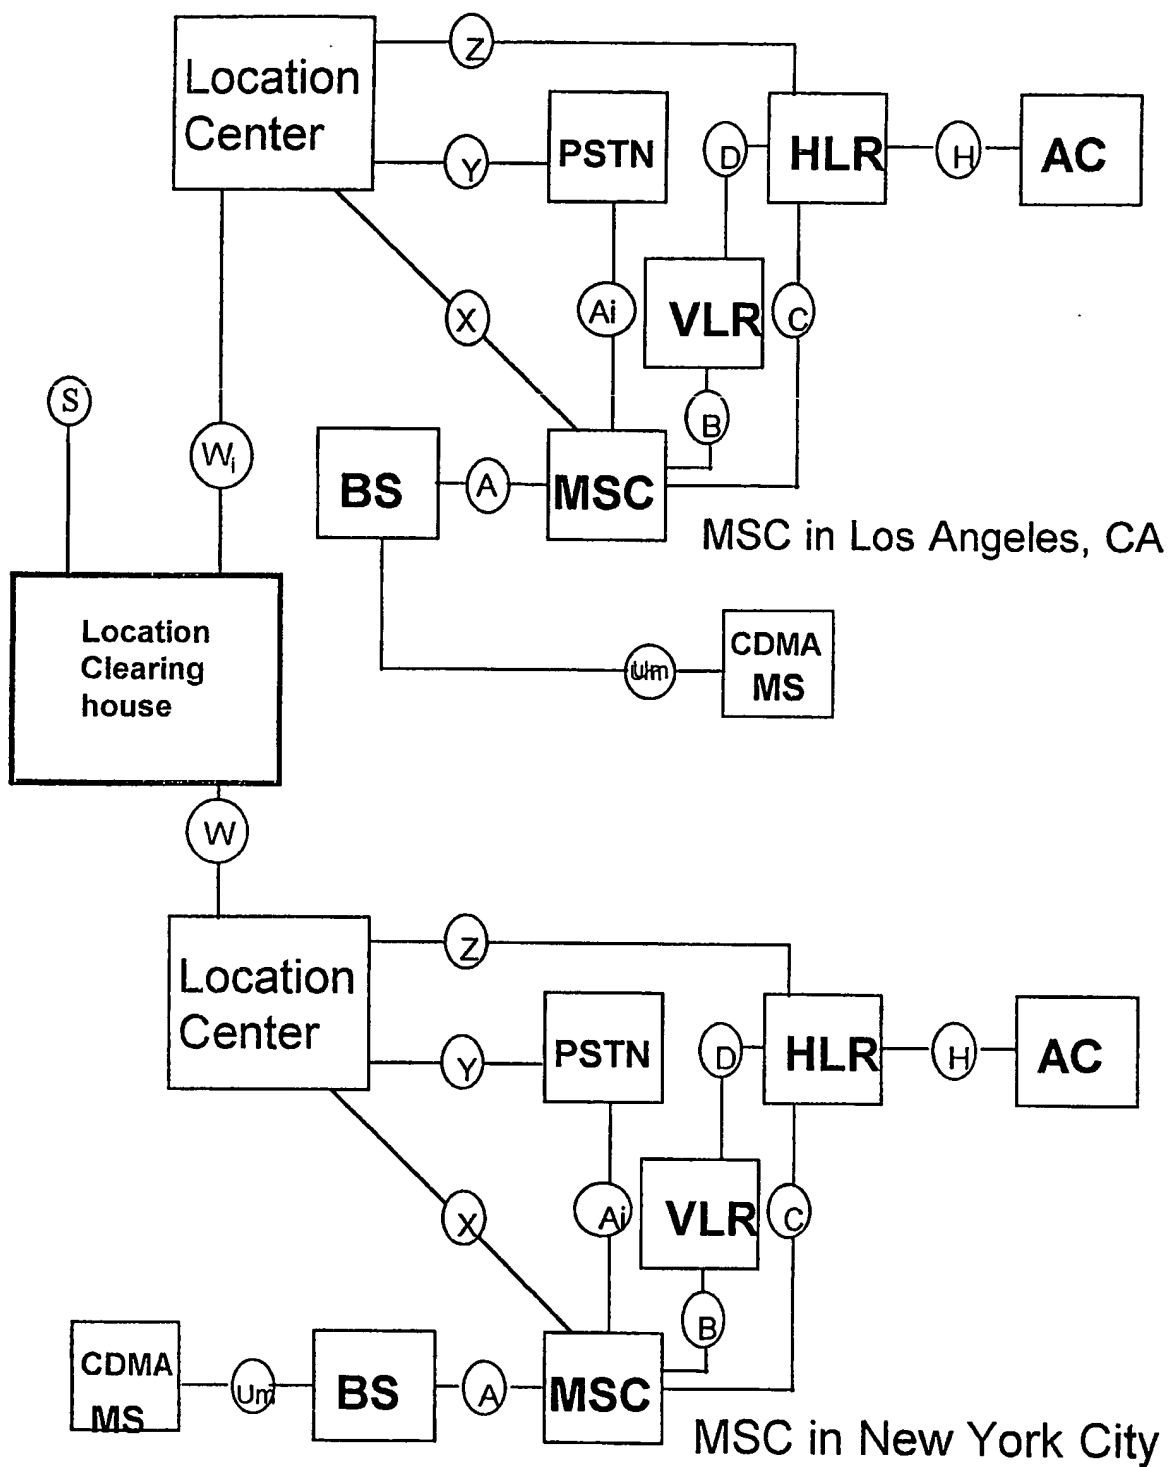 Z
Location
Center
PSTN
D
HLR
H
AC
Y
VLR
X
Ai
C
S
Wi
B
BS
A
MSC
MSC in Los Angeles, CA
Location
Clearing
house
Um
CDMA
MS
W
Z
Location
Center
PSTN
D
HLR
H
AC
Y
VLR
X
Ai
C
B
CDMA
MS
Um
BS
A
MSC
MSC in New York City